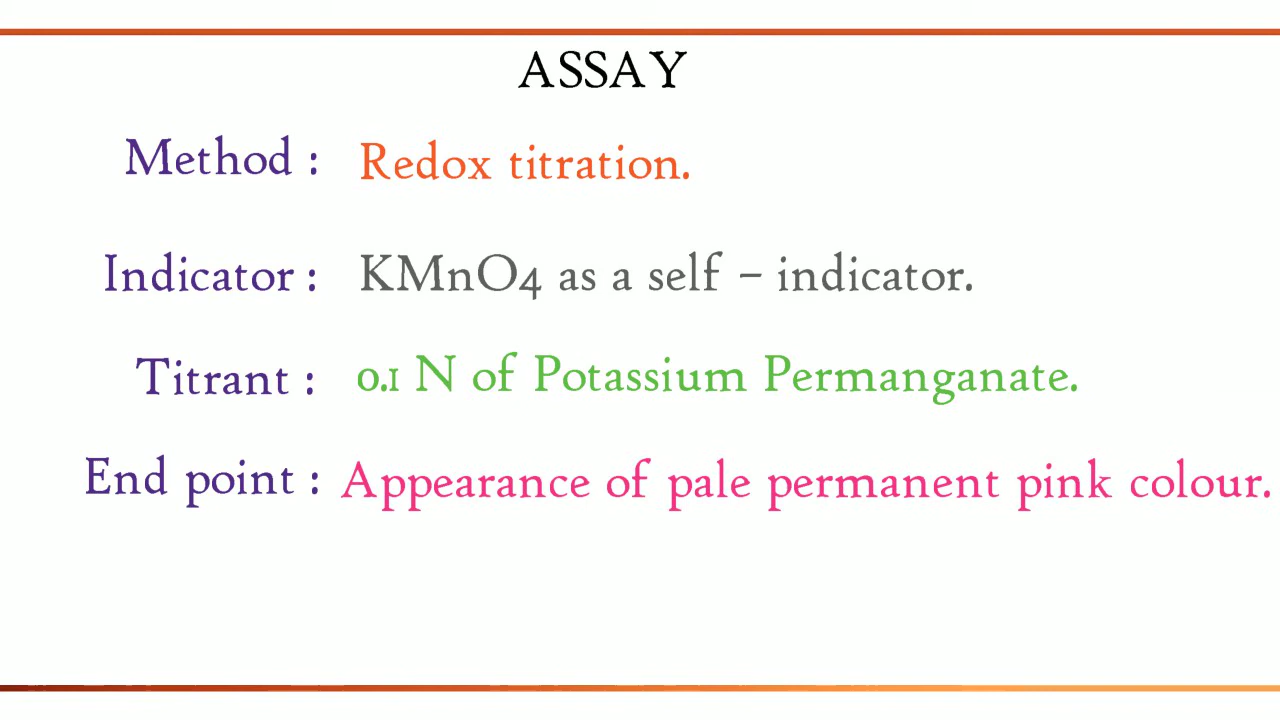 ASSAY
Method : Redox titration.
Indicator : KMnO4 as a self – indicator.
Titrant : 0.1 N of Potassium Permanganate.
End point : Appearance of pale permanent pink colour.